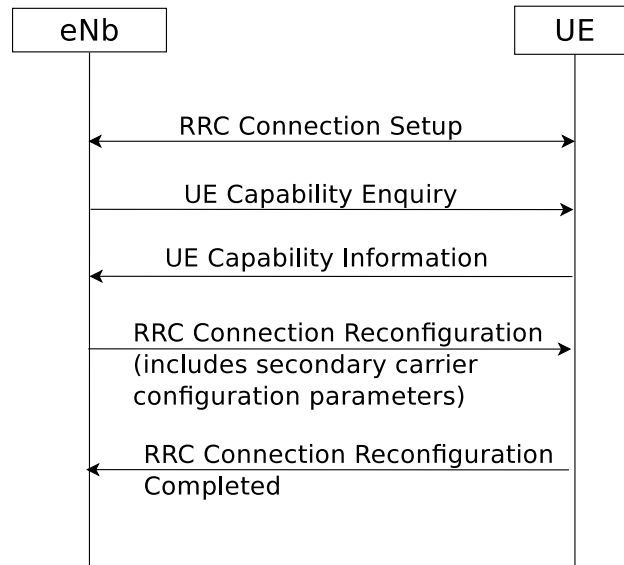 eNb
UE
RRC Connection Setup
UE Capability Enquiry
UE Capability Information
RRC Connection Reconfiguration
(includes secondary carrier
configuration parameters)
RRC Connection Reconfiguration
Completed